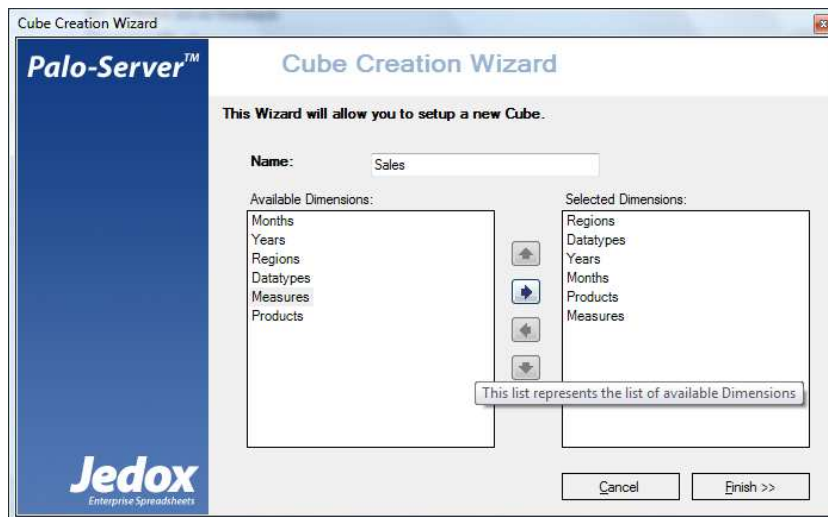 Cube Creation Wizard
Palo-Server™
Cube Creation Wizard
This Wizard will allow you to setup a new Cube.
Name:
Sales
Available Dimensions:
Months
Years
Regions
Datatypes
Measures
Products
Selected Dimensions:
Regions
Datatypes
Years
Months
Products
Measures
This list represents the list of available Dimensions
Jedox
Enterprise Spreadsheets
Cancel
Finish >>